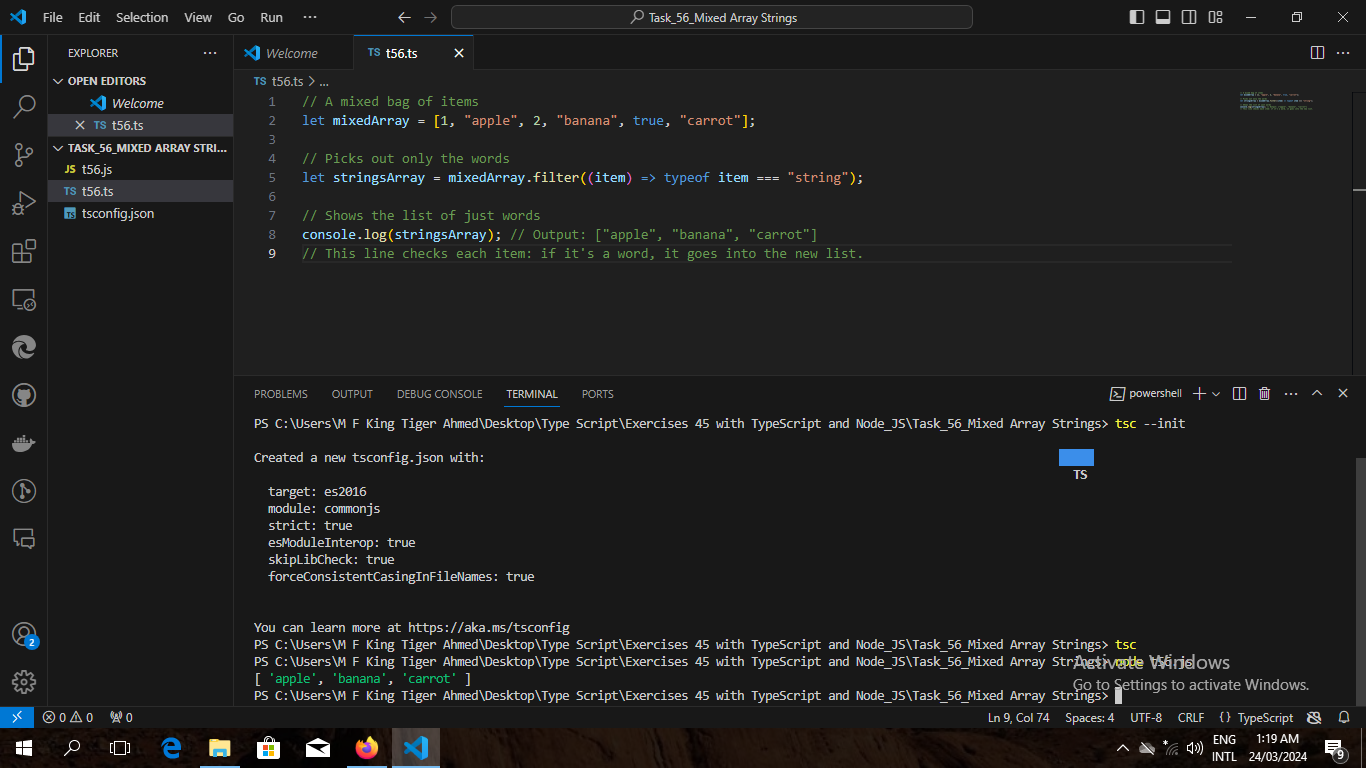 File Edit Selection View Go Run ··· Task_56_Mixed Array Strings
EXPLORER
OPEN EDITORS
Welcome
TS t56.ts
TASK_56_MIXED ARRAY STRI...
JS t56.js
TS t56.ts
tsconfig.json
Welcome TS t56.ts
TS t56.ts > ...
1 // A mixed bag of items
2 let mixedArray = [1, "apple", 2, "banana", true, "carrot"];
3
4 // Picks out only the words
5 let stringsArray = mixedArray.filter((item) => typeof item === "string");
6
7 // Shows the list of just words
8 console.log(stringsArray); // Output: ["apple", "banana", "carrot"]
9 // This line checks each item: if it's a word, it goes into the new list.
PROBLEMS OUTPUT DEBUG CONSOLE TERMINAL PORTS powershell
PS C:\Users\M F King Tiger Ahmed\Desktop\Type Script\Exercises 45 with TypeScript and Node_JS\Task_56_Mixed Array Strings> tsc --init
Created a new tsconfig.json with:
TS
target: es2016
module: commonjs
strict: true
esModuleInterop: true
skipLibCheck: true
forceConsistentCasingInFileNames: true
You can learn more at https://aka.ms/tsconfig
PS C:\Users\M F King Tiger Ahmed\Desktop\Type Script\Exercises 45 with TypeScript and Node_JS\Task_56_Mixed Array Strings> tsc
PS C:\Users\M F King Tiger Ahmed\Desktop\Type Script\Exercises 45 with TypeScript and Node_JS\Task_56_Mixed Array Strings> node
[ 'apple', 'banana', 'carrot' ]
PS C:\Users\M F King Tiger Ahmed\Desktop\Type Script\Exercises 45 with TypeScript and Node_JS\Task_56_Mixed Array Strings>
Activate Windows
Go to Settings to activate Windows.
2
0 0 0 Ln 9, Col 74 Spaces: 4 UTF-8 CRLF {} TypeScript
ENG
INTL
1:19 AM
24/03/2024
9